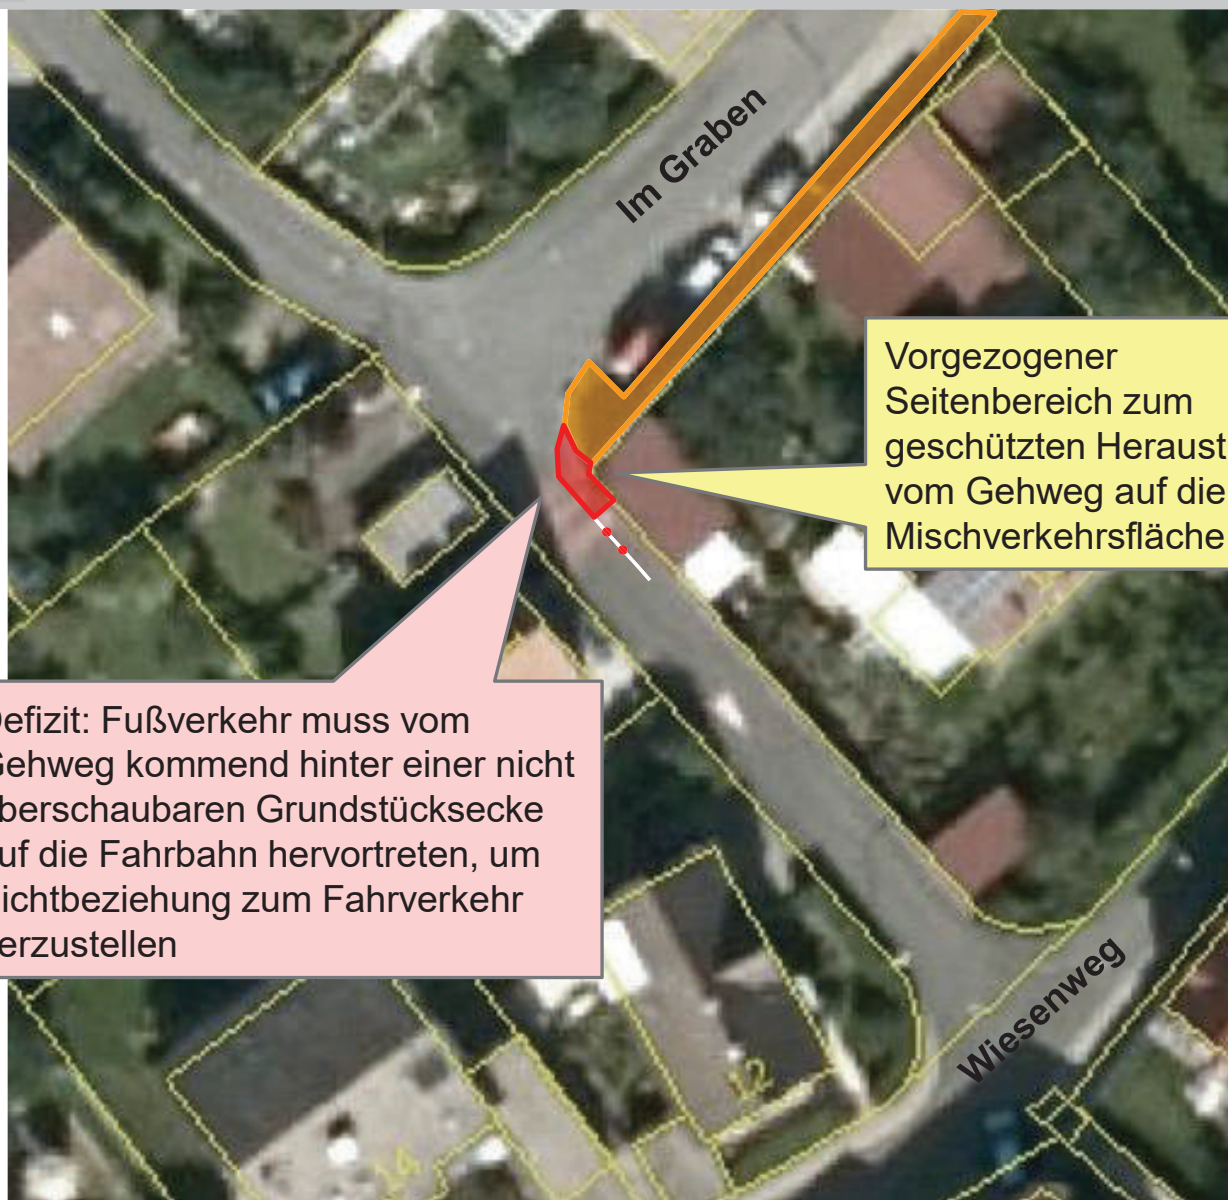 Im Graben
Vorgezogener
Seitenbereich zum
geschützten Heraust
vom Gehweg auf die
Mischverkehrsfläche
efizit: Fußverkehr muss vom
ehweg kommend hinter einer nicht
berschaubaren Grundstücksecke
uf die Fahrbahn hervortreten, um
ichtbeziehung zum Fahrverkehr
erzustellen
Wiesenweg
12
14